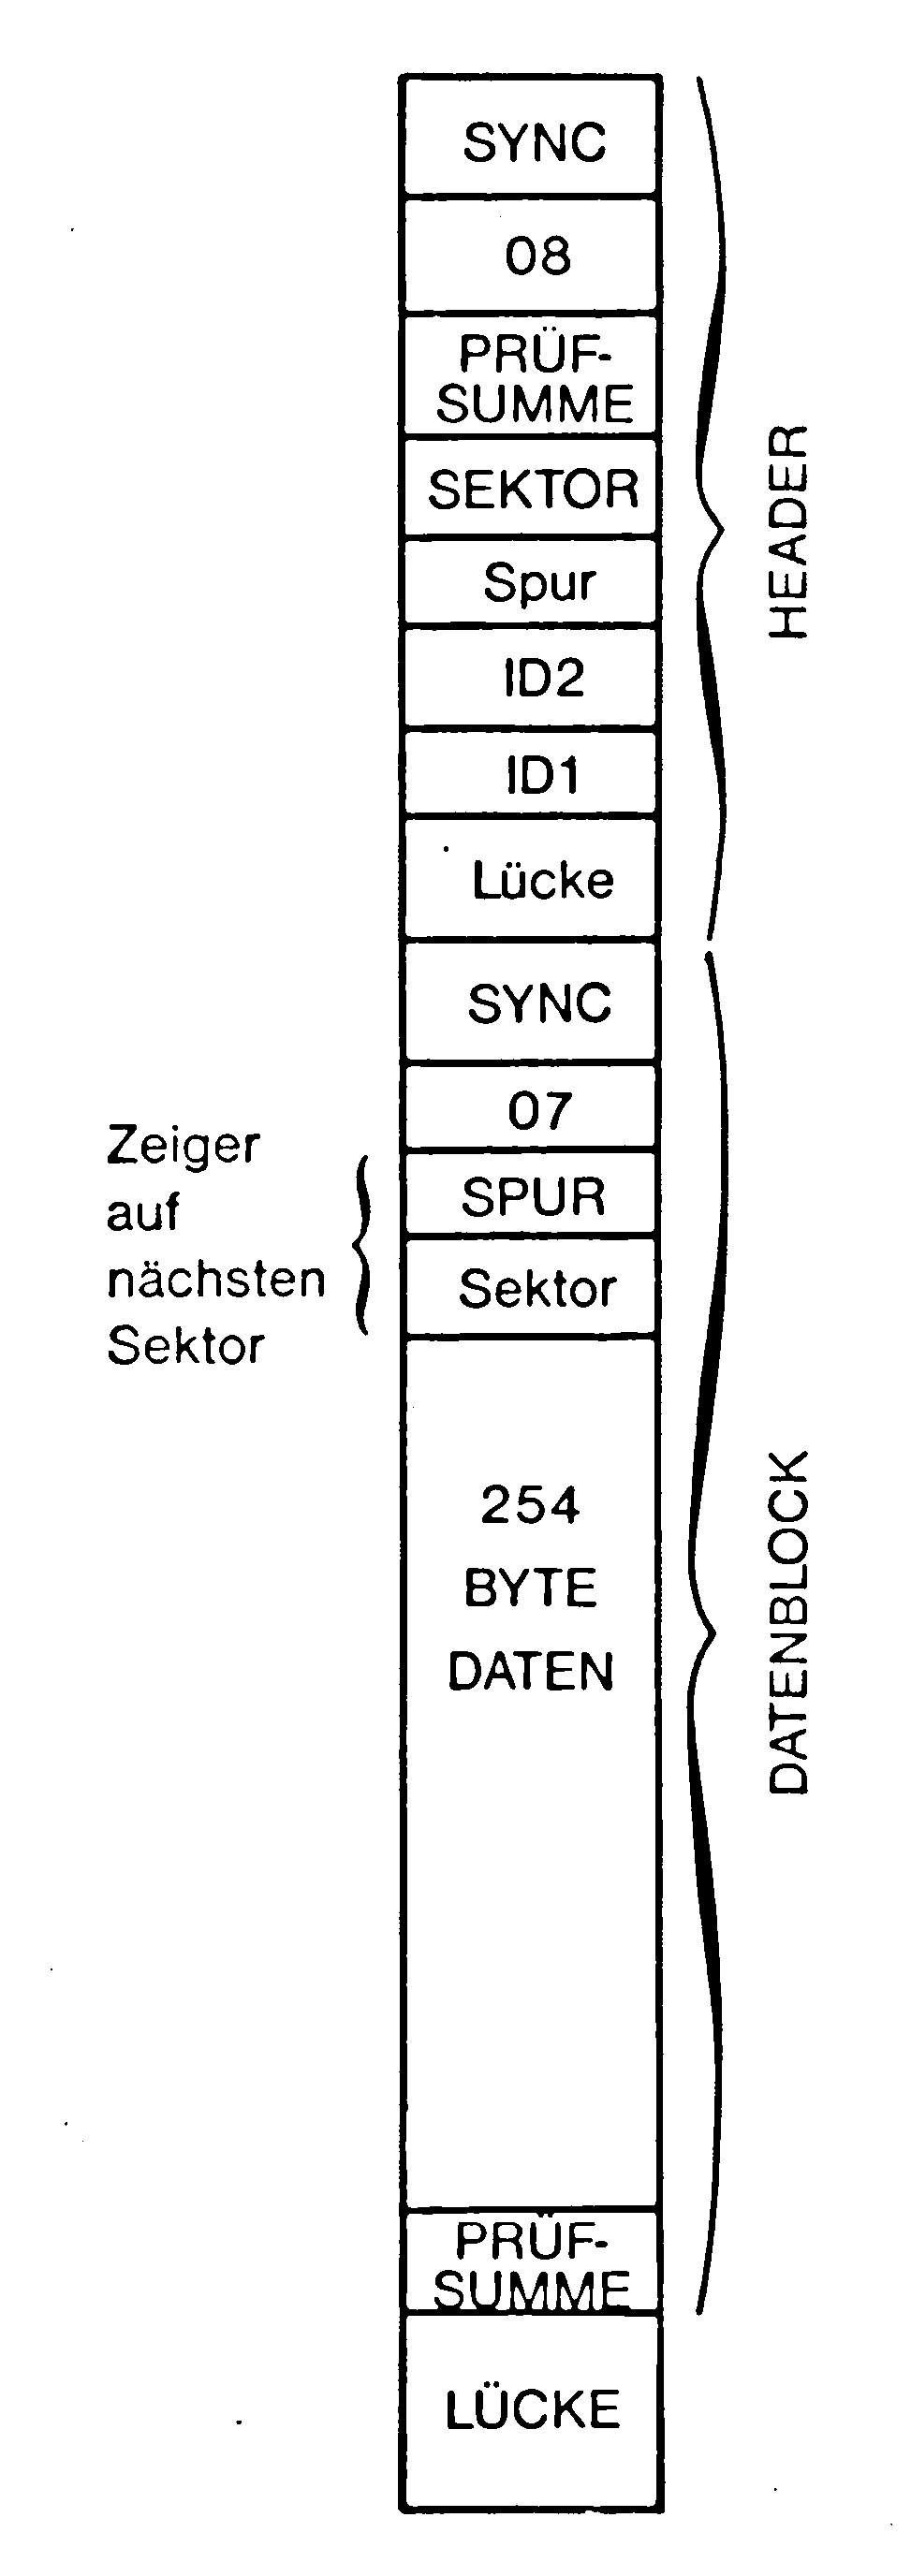 SYNC
08
PRÜF-
SUMME
SEKTOR
Spur
ID2
ID1
Lücke
HEADER
SYNC
07
SPUR
Sektor
Zeiger
auf
nächsten
Sektor
254
BYTE
DATEN
PRÜF-
SUMME
DATENBLOCK
LÜCKE